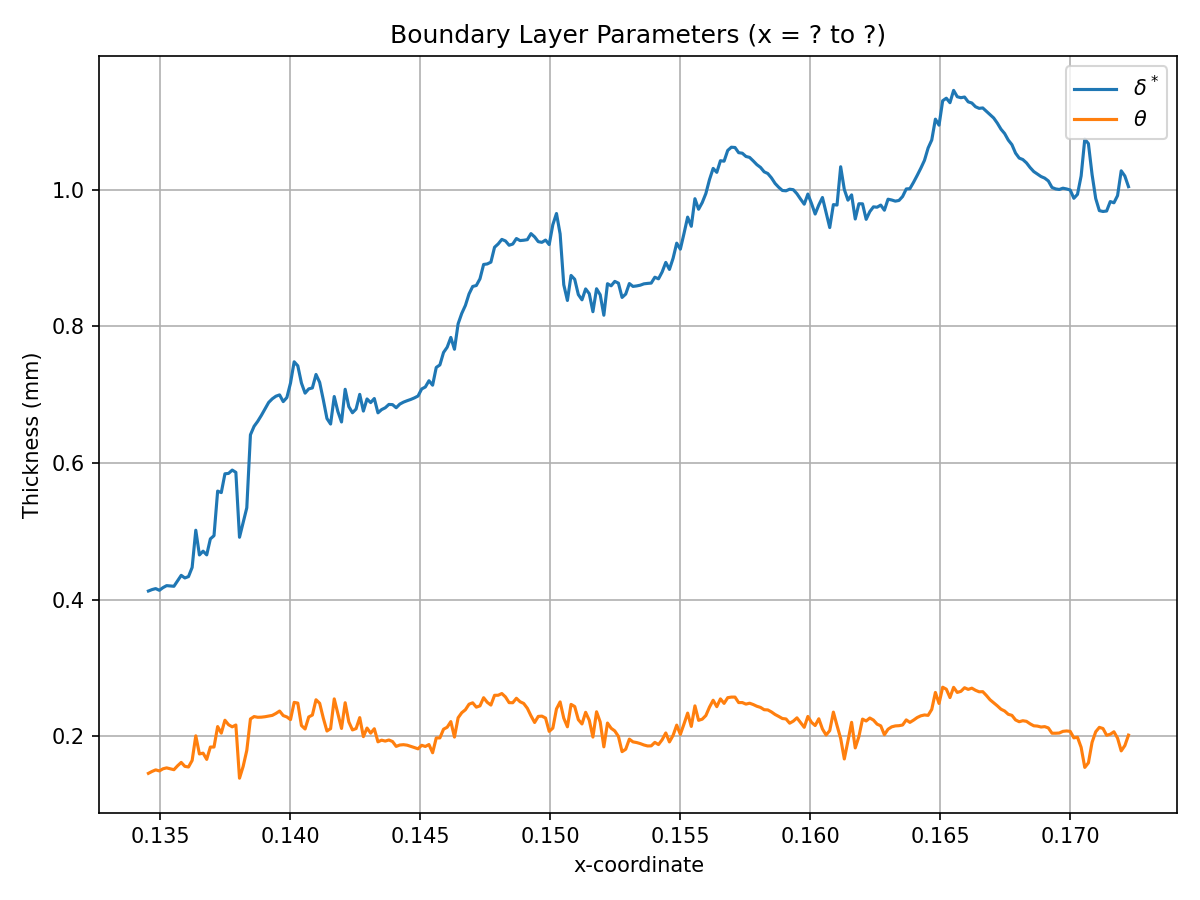 Boundary Layer Parameters (x = ? to ?)
δ*
θ
Thickness (mm)
1.0
0.8
0.6
0.4
0.2
0.135 0.140 0.145 0.150 0.155 0.160 0.165 0.170
x-coordinate